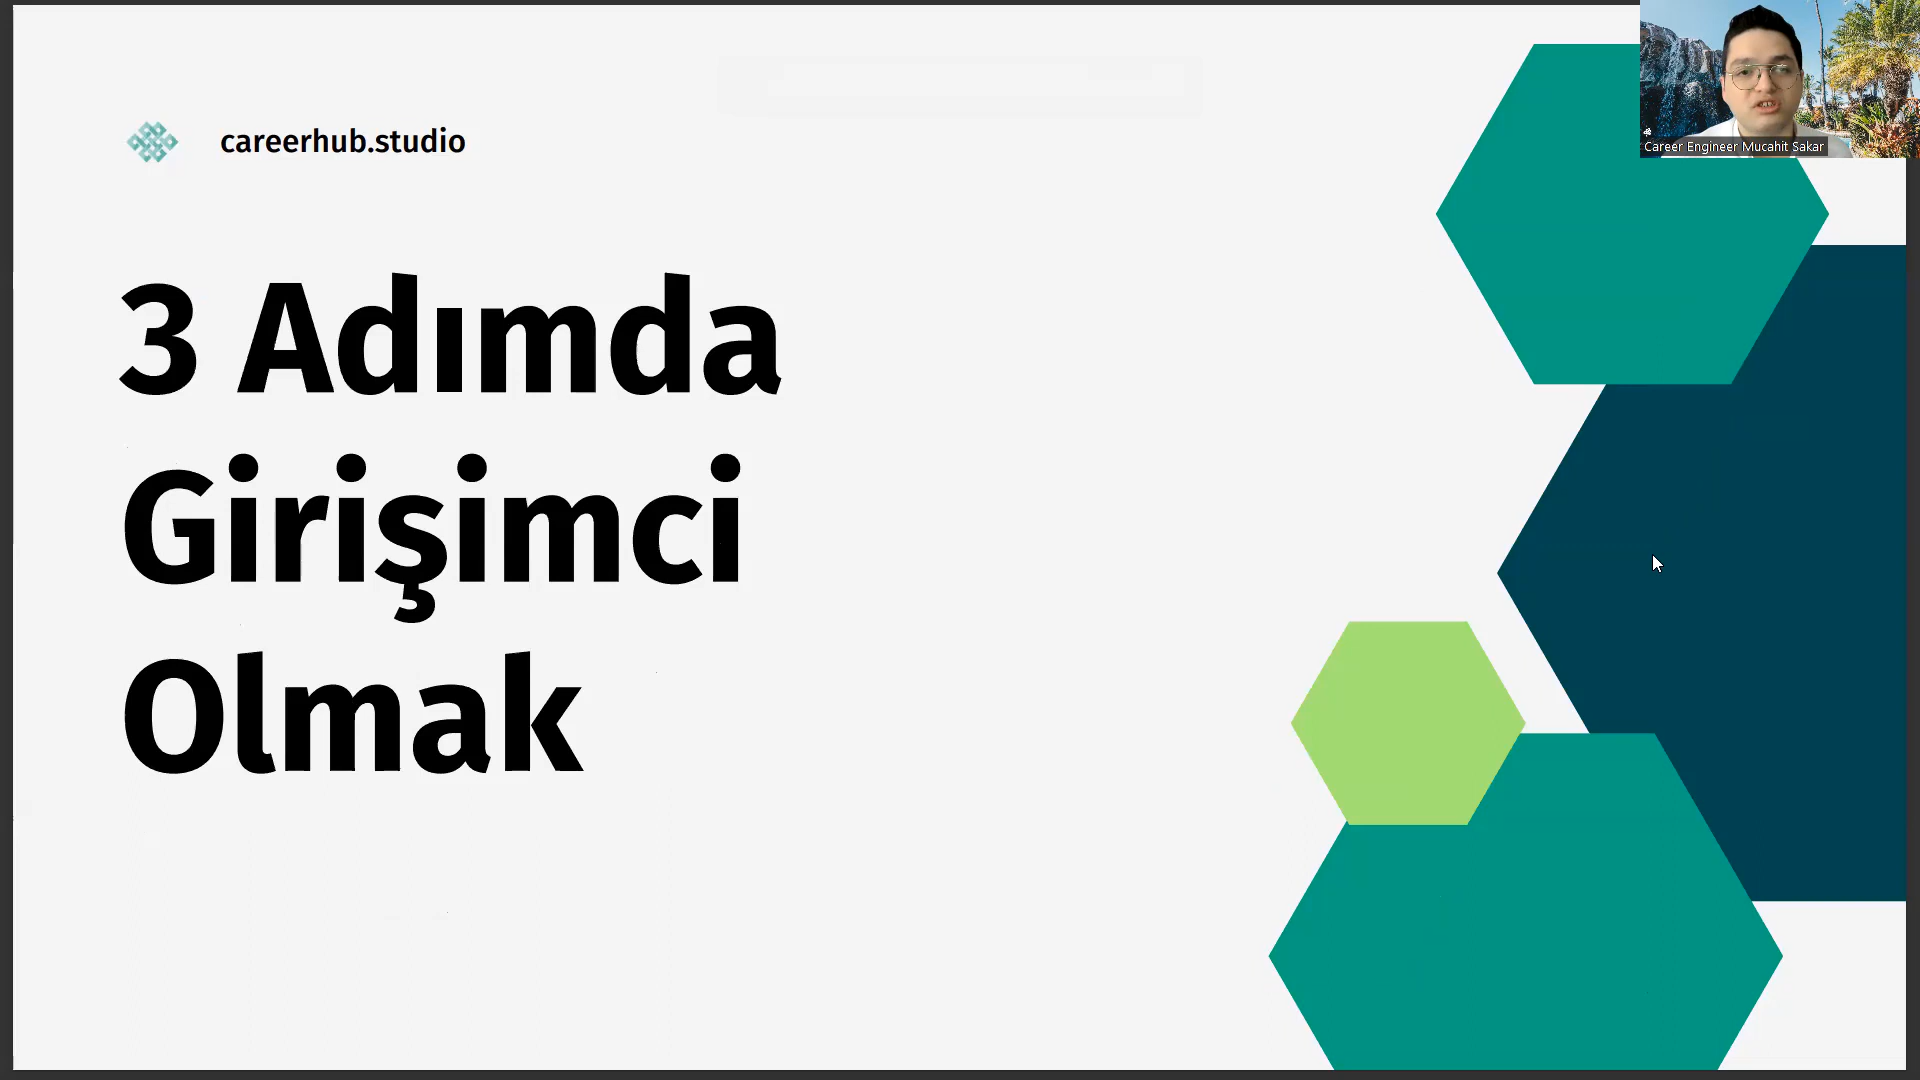 careerhub.studio
3 Adımda
Girişimci
Olmak
Career Engineer Mucahit Sakar